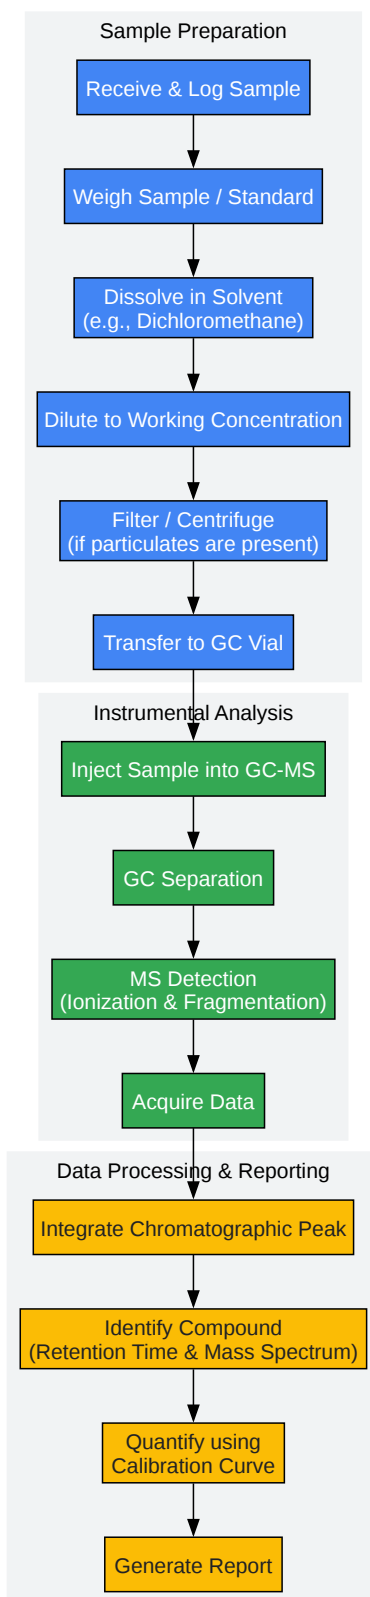 Sample Preparation
Receive & Log Sample
Weigh Sample / Standard
Dissolve in Solvent
(e.g., Dichloromethane)
Dilute to Working Concentration
Filter / Centrifuge
(if particulates are present)
Transfer to GC Vial
Instrumental Analysis
Inject Sample into GC-MS
GC Separation
MS Detection
(Ionization & Fragmentation)
Acquire Data
Data Processing & Reporting
Integrate Chromatographic Peak
Identify Compound
(Retention Time & Mass Spectrum)
Quantify using
Calibration Curve
Generate Report